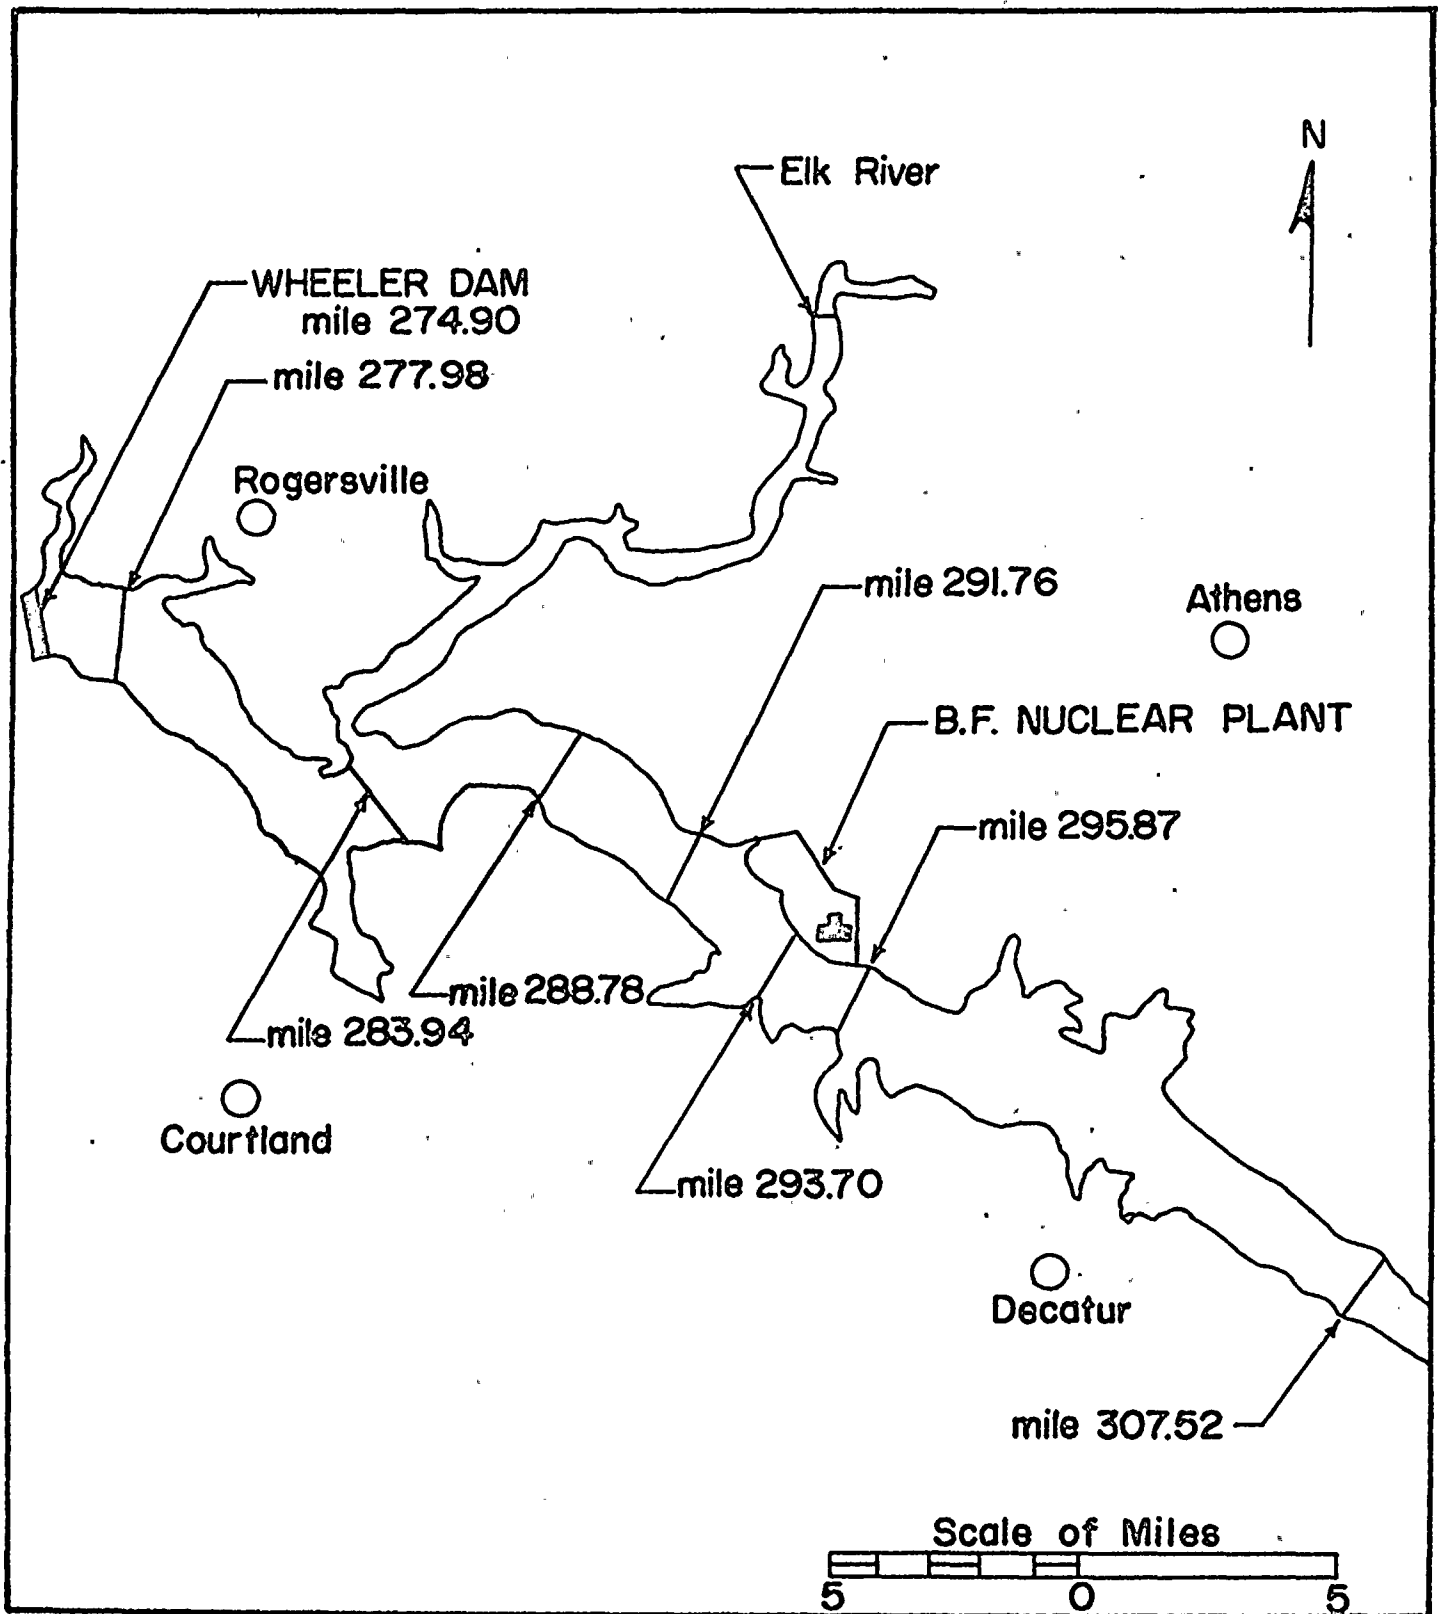 N
Elk River
WHEELER DAM
mile 274.90
mile 277.98
Rogersville
mile 291.76
Athens
B.F. NUCLEAR PLANT
mile 295.87
mile 288.78
mile 283.94
Courtland
mile 293.70
Decatur
mile 307.52
Scale of Miles
5 0 5